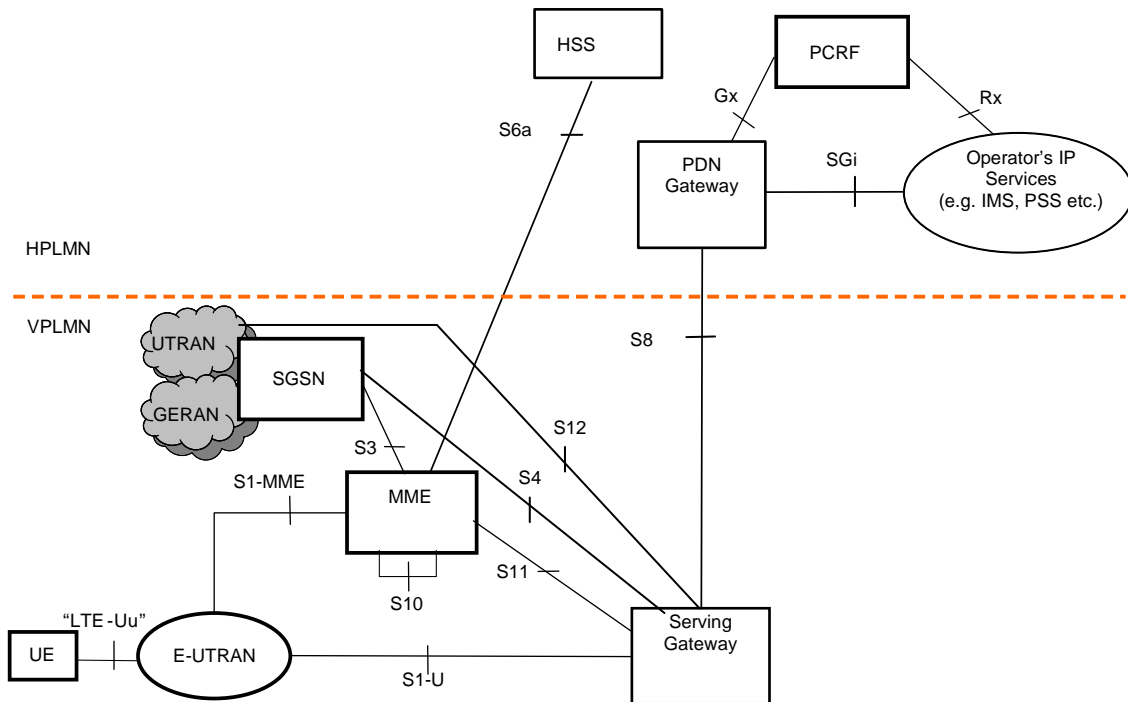 HSS
PCRF
Gx
Rx
S6a
PDN
Gateway
SGi
Operator's IP
Services
(e.g. IMS, PSS etc.)
HPLMN
VPLMN
UTRAN
S8
SGSN
GERAN
S12
S3
S4
S1-MME
MME
S11
S10
"LTE-Uu"
Serving
Gateway
UE
E-UTRAN
S1-U